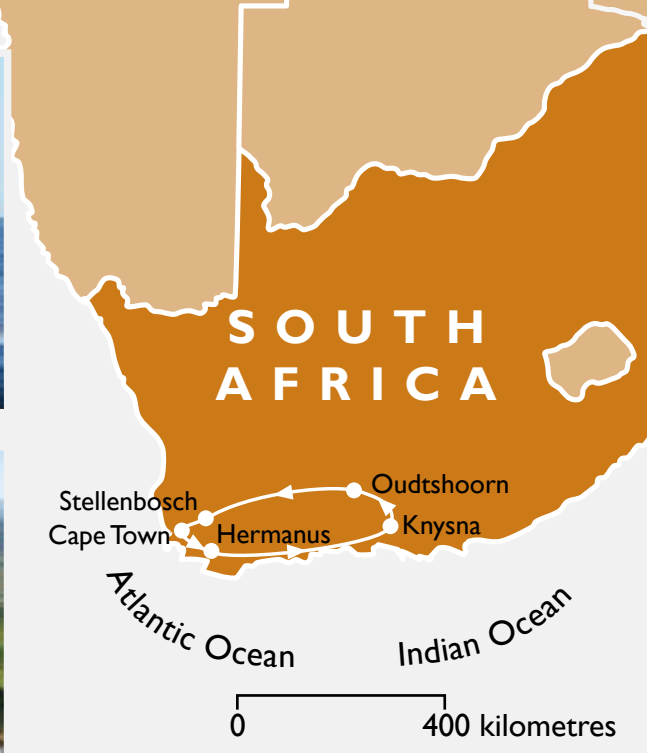 SOUTH
AFRICA
Oudtshoorn
Stellenbosch
Cape Town
Hermanus
Knysna
Atlantic Ocean
Indian Ocean
0
400 kilometres